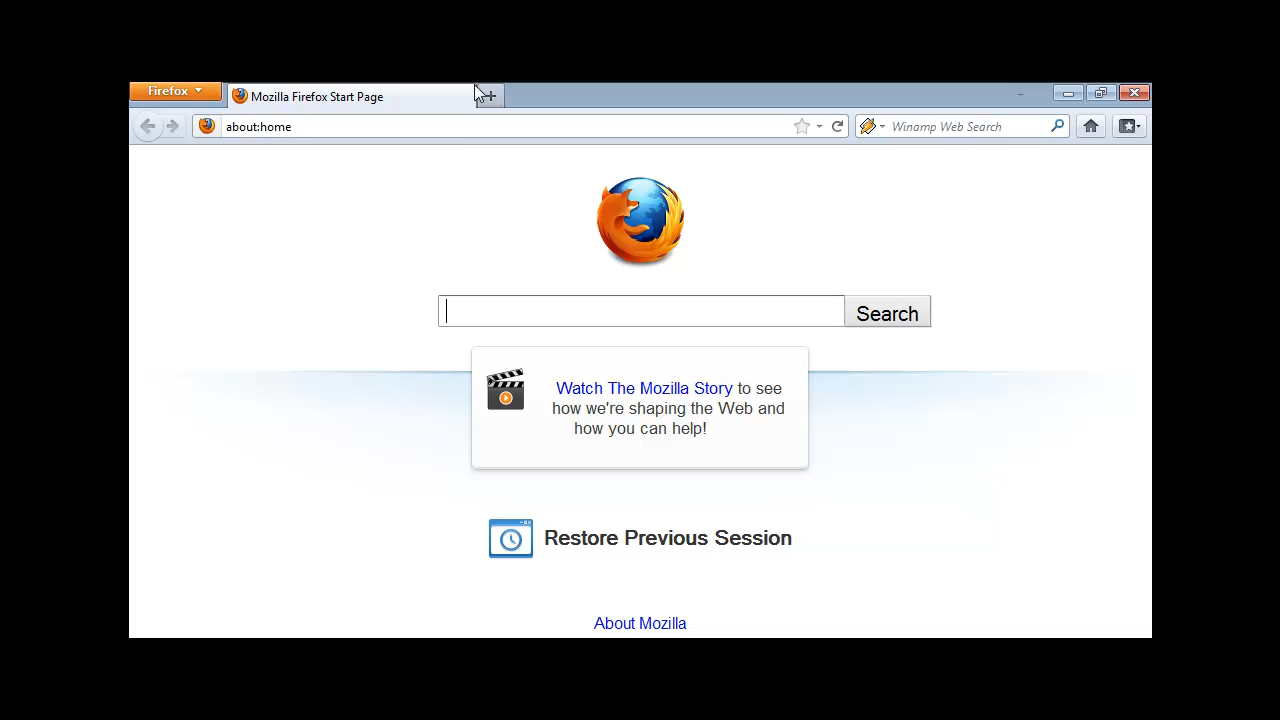 Firefox
Mozilla Firefox Start Page
about:home
Winamp Web Search
Search
Watch The Mozilla Story to see
how we're shaping the Web and
how you can help!
Restore Previous Session
About Mozilla